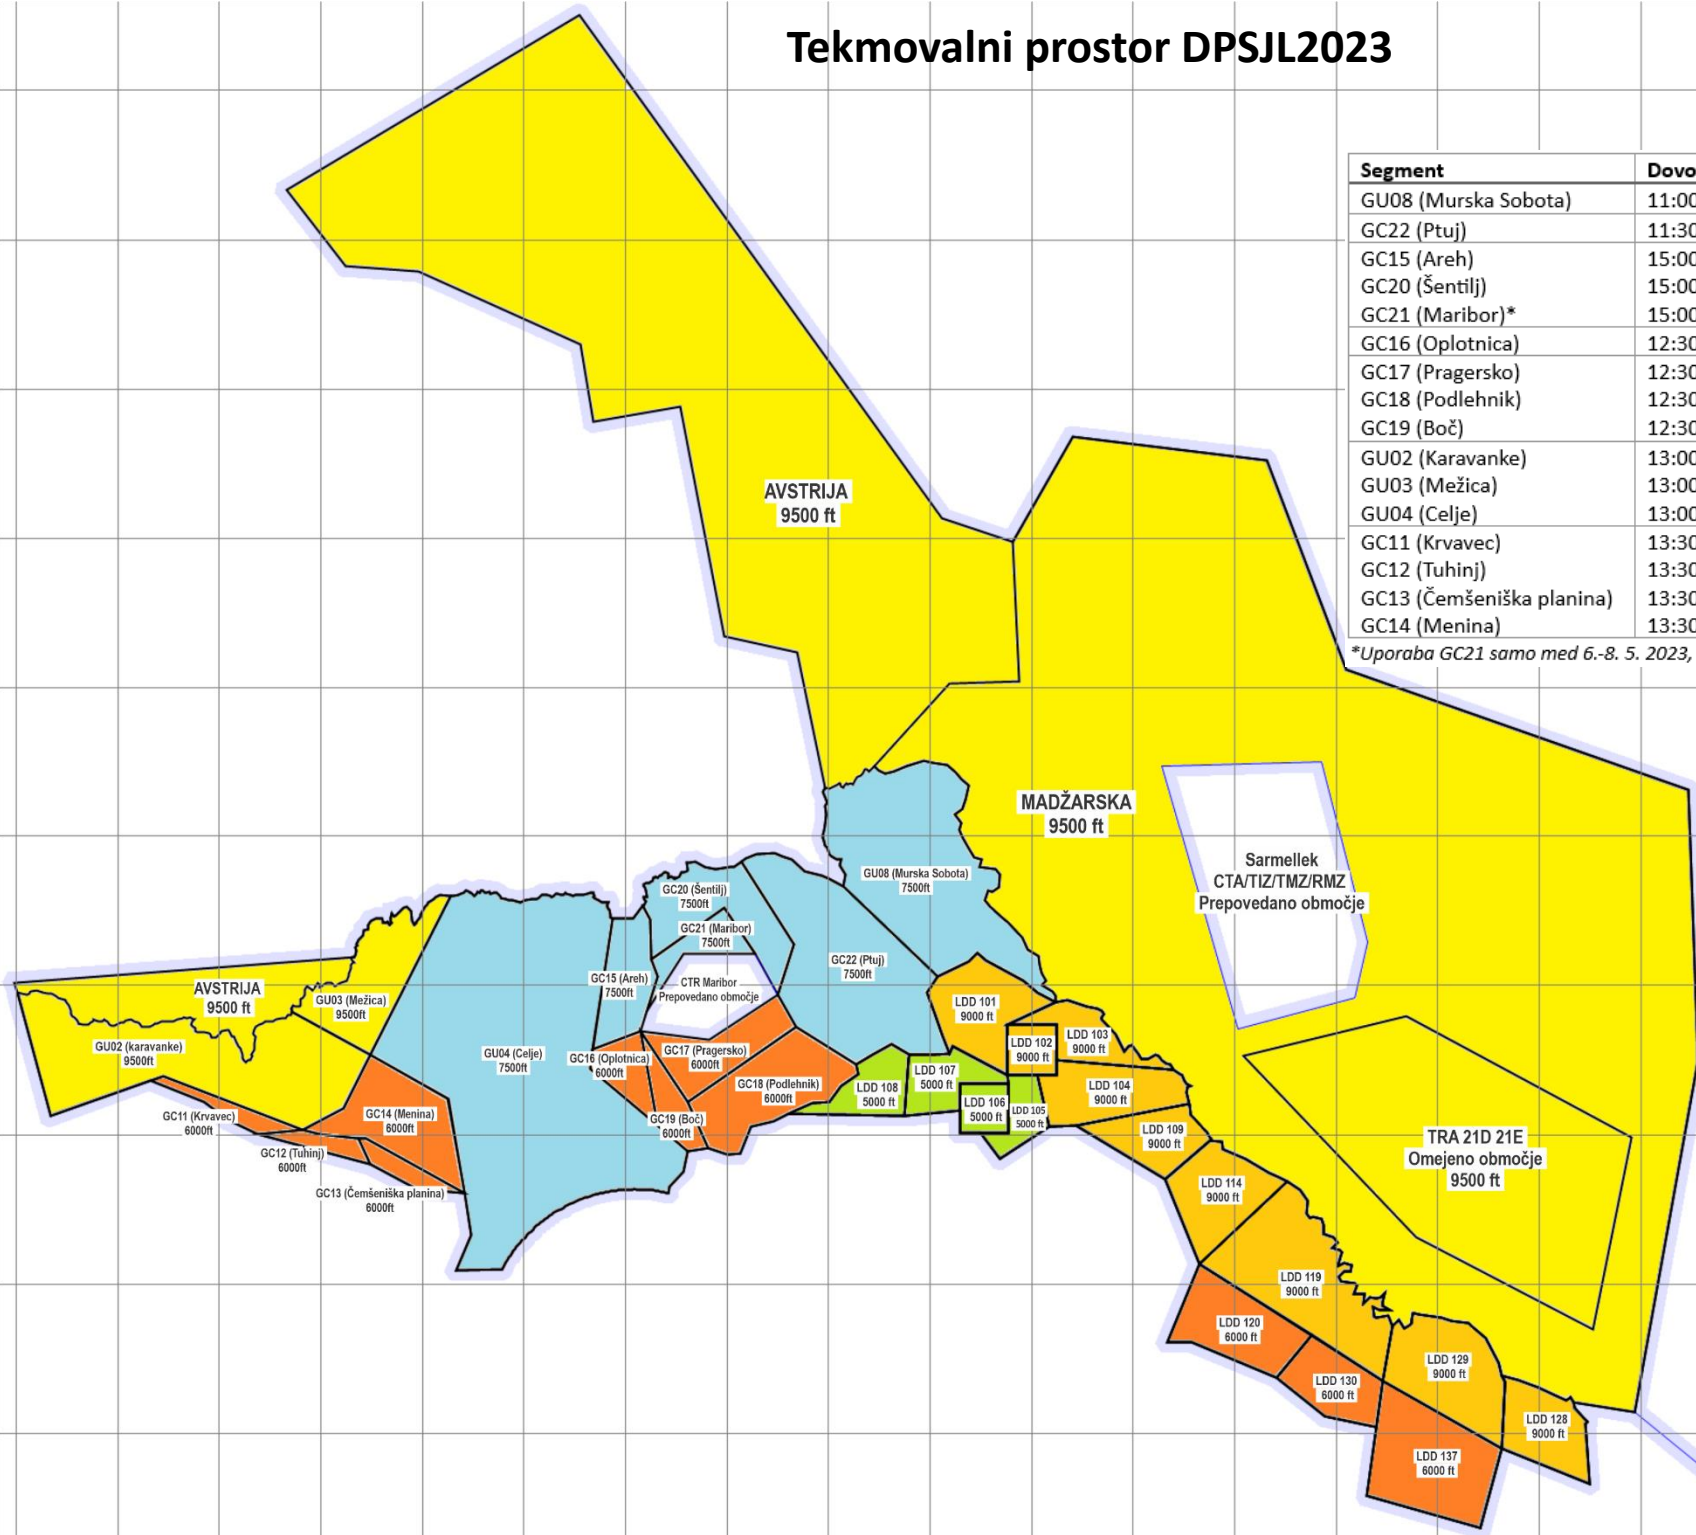 Tekmovalni prostor DPSJL2023
Segment Dovo
GU08 (Murska Sobota) 11:00
GC22 (Ptuj) 11:30
GC15 (Areh) 15:00
GC20 (Šentilj) 15:00
GC21 (Maribor)* 15:00
GC16 (Oplotnica) 12:30
GC17 (Pragersko) 12:30
GC18 (Podlehnik) 12:30
GC19 (Boč) 12:30
GU02 (Karavanke) 13:00
GU03 (Mežica) 13:00
GU04 (Celje) 13:00
GC11 (Krvavec) 13:30
GC12 (Tuhinj) 13:30
GC13 (Čemšeniška planina) 13:30
GC14 (Menina) 13:30
*Uporaba GC21 samo med 6.-8. 5. 2023,
AVSTRIJA
9500 ft
MADŽARSKA
9500 ft
Sarmellek
CTA/TIZ/TMZ/RMZ
Prepovedano območje
GU08 (Murska Sobota)
7500ft
GC20 (Šentilj)
7500ft
GC21 (Maribor)
7500ft
GC22 (Ptuj)
7500ft
GC15 (Areh)
7500ft
CTR Maribor
Prepovedano območje
AVSTRIJA
9500 ft
GU03 (Mežica)
9500ft
GU02 (karavanke)
9500ft
GU04 (Celje)
7500ft
GC16 (Oplotnica)
6000ft
GC17 (Pragersko)
6000ft
GC18 (Podlehnik)
6000ft
GC19 (Boč)
6000ft
GC11 (Krvavec)
6000ft
GC14 (Menina)
6000ft
GC12 (Tuhinj)
6000ft
GC13 (Čemšeniška planina)
6000ft
LDD 101
9000 ft
LDD 102
9000 ft
LDD 103
9000 ft
LDD 104
9000 ft
LDD 105
5000 ft
LDD 106
5000 ft
LDD 107
5000 ft
LDD 108
5000 ft
LDD 109
9000 ft
LDD 114
9000 ft
TRA 21D 21E
Omejeno območje
9500 ft
LDD 119
9000 ft
LDD 120
6000 ft
LDD 130
6000 ft
LDD 129
9000 ft
LDD 128
9000 ft
LDD 137
6000 ft